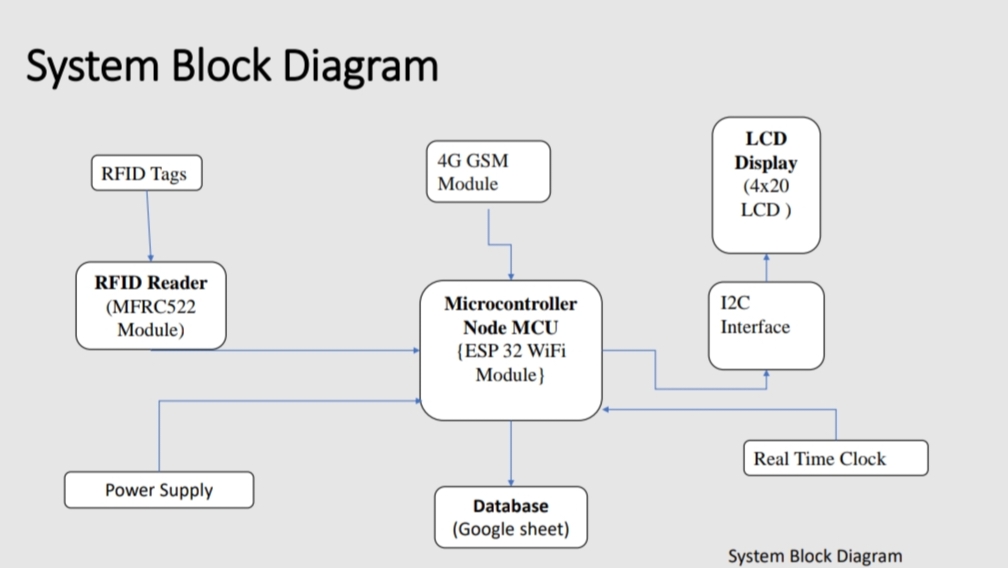 System Block Diagram
RFID Tags
4G GSM
Module
LCD
Display
(4x20
LCD )
RFID Reader
(MFRC522
Module)
Microcontroller
Node MCU
{ESP 32 WiFi
Module}
I2C
Interface
Real Time Clock
Power Supply
Database
(Google sheet)
System Block Diagram